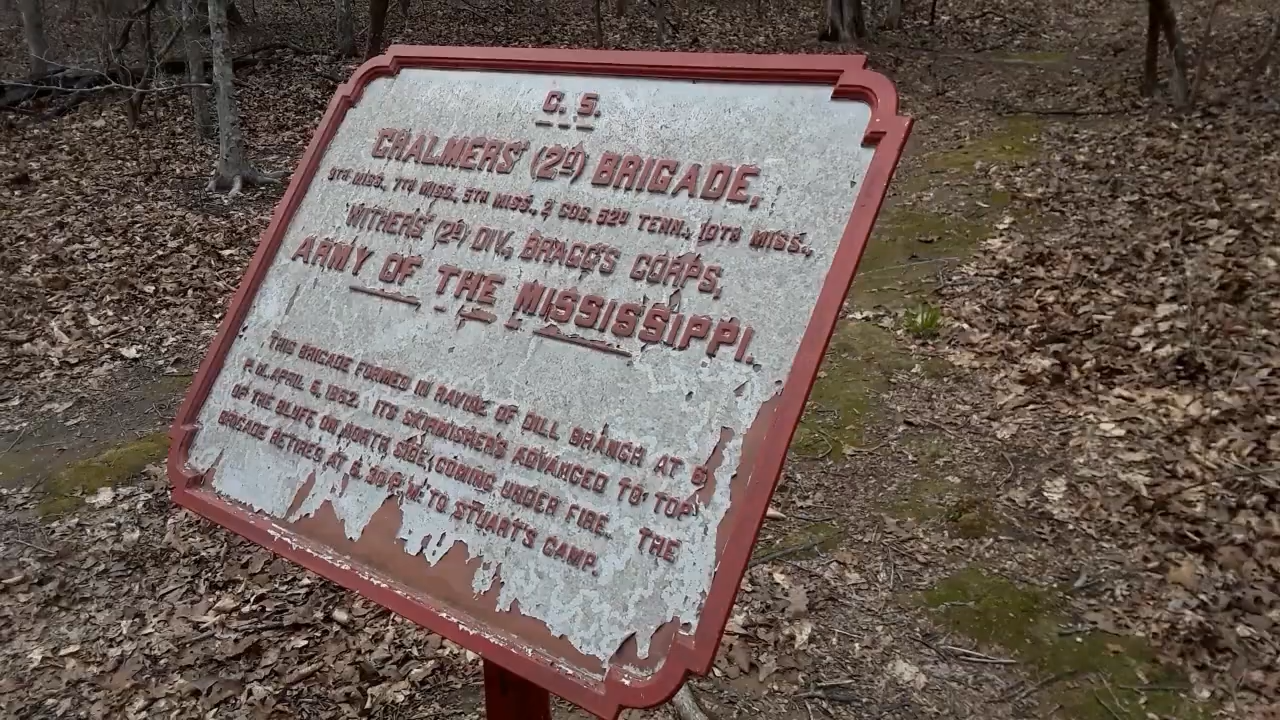 C. S.
CHALMERS' (2D) BRIGADE,
9TH MISS., 7TH MISS., 5TH MISS., 2 COS. 52D TENN., 10TH MISS.,
WITHERS' (2D) DIV., BRAGG'S CORPS,
ARMY OF THE MISSISSIPPI.
THIS BRIGADE FORMED IN RAVINE OF DILL BRANCH AT 6
P. M. APRIL 6, 1862. ITS SKIRMISHERS ADVANCED TO TOP
OF THE BLUFF, ON NORTH SIDE, COMING UNDER FIRE. THE
BRIGADE RETIRED AT 6.30 P. M. TO STUART'S CAMP.